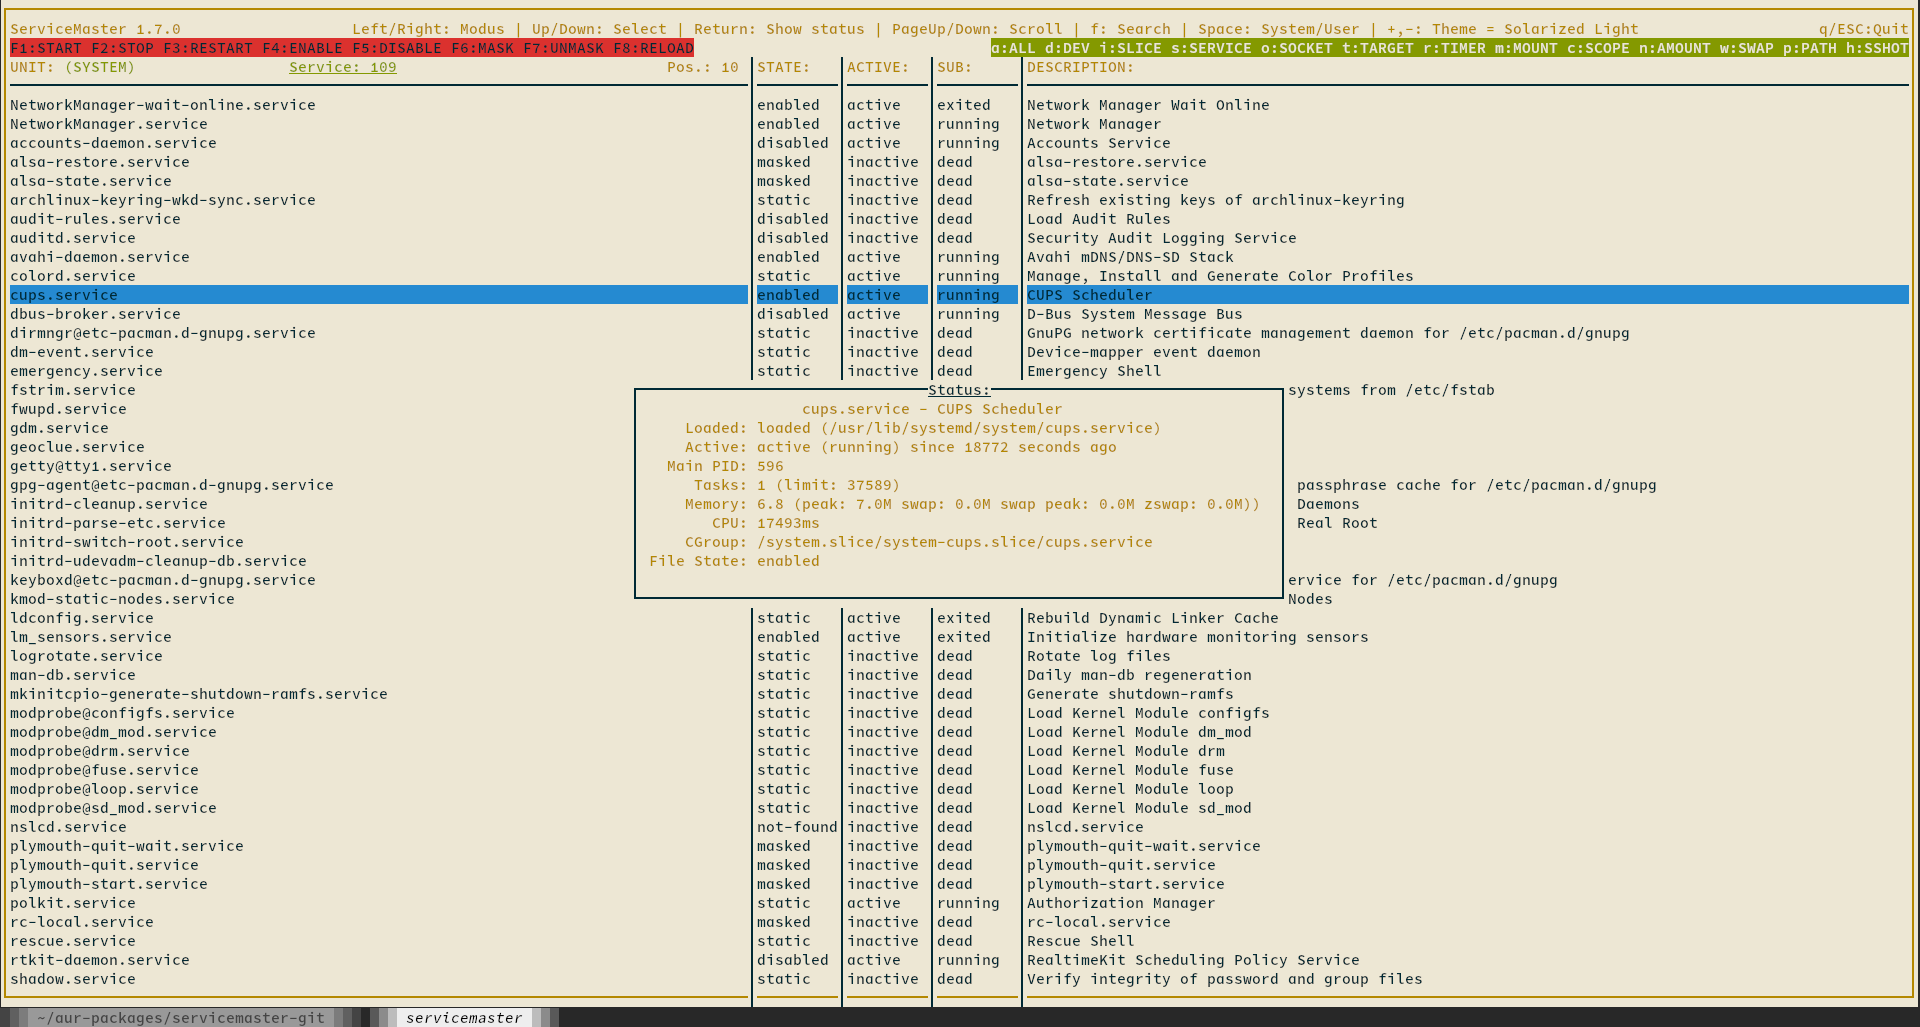 ServiceMaster 1.7.0 Left/Right: Modus | Up/Down: Select | Return: Show status | PageUp/Down: Scroll | f: Search | Space: System/User | +,-: Theme = Solarized Light q/ESC:Quit
F1:START F2:STOP F3:RESTART F4:ENABLE F5:DISABLE F6:MASK F7:UNMASK F8:RELOAD a:ALL d:DEV i:SLICE s:SERVICE o:SOCKET t:TARGET r:TIMER m:MOUNT c:SCOPE n:AMOUNT w:SWAP p:PATH h:SSHOT
UNIT: (SYSTEM) Service: 109 Pos.: 10 STATE: ACTIVE: SUB: DESCRIPTION:
NetworkManager-wait-online.service enabled active exited Network Manager Wait Online
NetworkManager.service enabled active running Network Manager
accounts-daemon.service disabled active running Accounts Service
alsa-restore.service masked inactive dead alsa-restore.service
alsa-state.service masked inactive dead alsa-state.service
archlinux-keyring-wkd-sync.service static inactive dead Refresh existing keys of archlinux-keyring
audit-rules.service disabled inactive dead Load Audit Rules
auditd.service disabled inactive dead Security Audit Logging Service
avahi-daemon.service enabled active running Avahi mDNS/DNS-SD Stack
colord.service static active running Manage, Install and Generate Color Profiles
cups.service enabled active running CUPS Scheduler
dbus-broker.service disabled active running D-Bus System Message Bus
dirmngr@etc-pacman.d-gnupg.service static inactive dead GnuPG network certificate management daemon for /etc/pacman.d/gnupg
dm-event.service static inactive dead Device-mapper event daemon
emergency.service static inactive dead Emergency Shell
fstrim.service Status: systems from /etc/fstab
fwupd.service cups.service - CUPS Scheduler
gdm.service Loaded: loaded (/usr/lib/systemd/system/cups.service)
geoclue.service Active: active (running) since 18772 seconds ago
getty@tty1.service Main PID: 596
gpg-agent@etc-pacman.d-gnupg.service Tasks: 1 (limit: 37589) passphrase cache for /etc/pacman.d/gnupg
initrd-cleanup.service Memory: 6.8 (peak: 7.0M swap: 0.0M swap peak: 0.0M zswap: 0.0M)) Daemons
initrd-parse-etc.service CPU: 17493ms Real Root
initrd-switch-root.service CGroup: /system.slice/system-cups.slice/cups.service
initrd-udevadm-cleanup-db.service File State: enabled
keyboxd@etc-pacman.d-gnupg.service ervice for /etc/pacman.d/gnupg
kmod-static-nodes.service Nodes
ldconfig.service static active exited Rebuild Dynamic Linker Cache
lm_sensors.service enabled active exited Initialize hardware monitoring sensors
logrotate.service static inactive dead Rotate log files
man-db.service static inactive dead Daily man-db regeneration
mkinitcpio-generate-shutdown-ramfs.service static inactive dead Generate shutdown-ramfs
modprobe@configfs.service static inactive dead Load Kernel Module configfs
modprobe@dm_mod.service static inactive dead Load Kernel Module dm_mod
modprobe@drm.service static inactive dead Load Kernel Module drm
modprobe@fuse.service static inactive dead Load Kernel Module fuse
modprobe@loop.service static inactive dead Load Kernel Module loop
modprobe@sd_mod.service static inactive dead Load Kernel Module sd_mod
nslcd.service not-found inactive dead nslcd.service
plymouth-quit-wait.service masked inactive dead plymouth-quit-wait.service
plymouth-quit.service masked inactive dead plymouth-quit.service
plymouth-start.service masked inactive dead plymouth-start.service
polkit.service static active running Authorization Manager
rc-local.service masked inactive dead rc-local.service
rescue.service static inactive dead Rescue Shell
rtkit-daemon.service disabled active running RealtimeKit Scheduling Policy Service
shadow.service static inactive dead Verify integrity of password and group files
~/aur-packages/servicemaster-git servicemaster